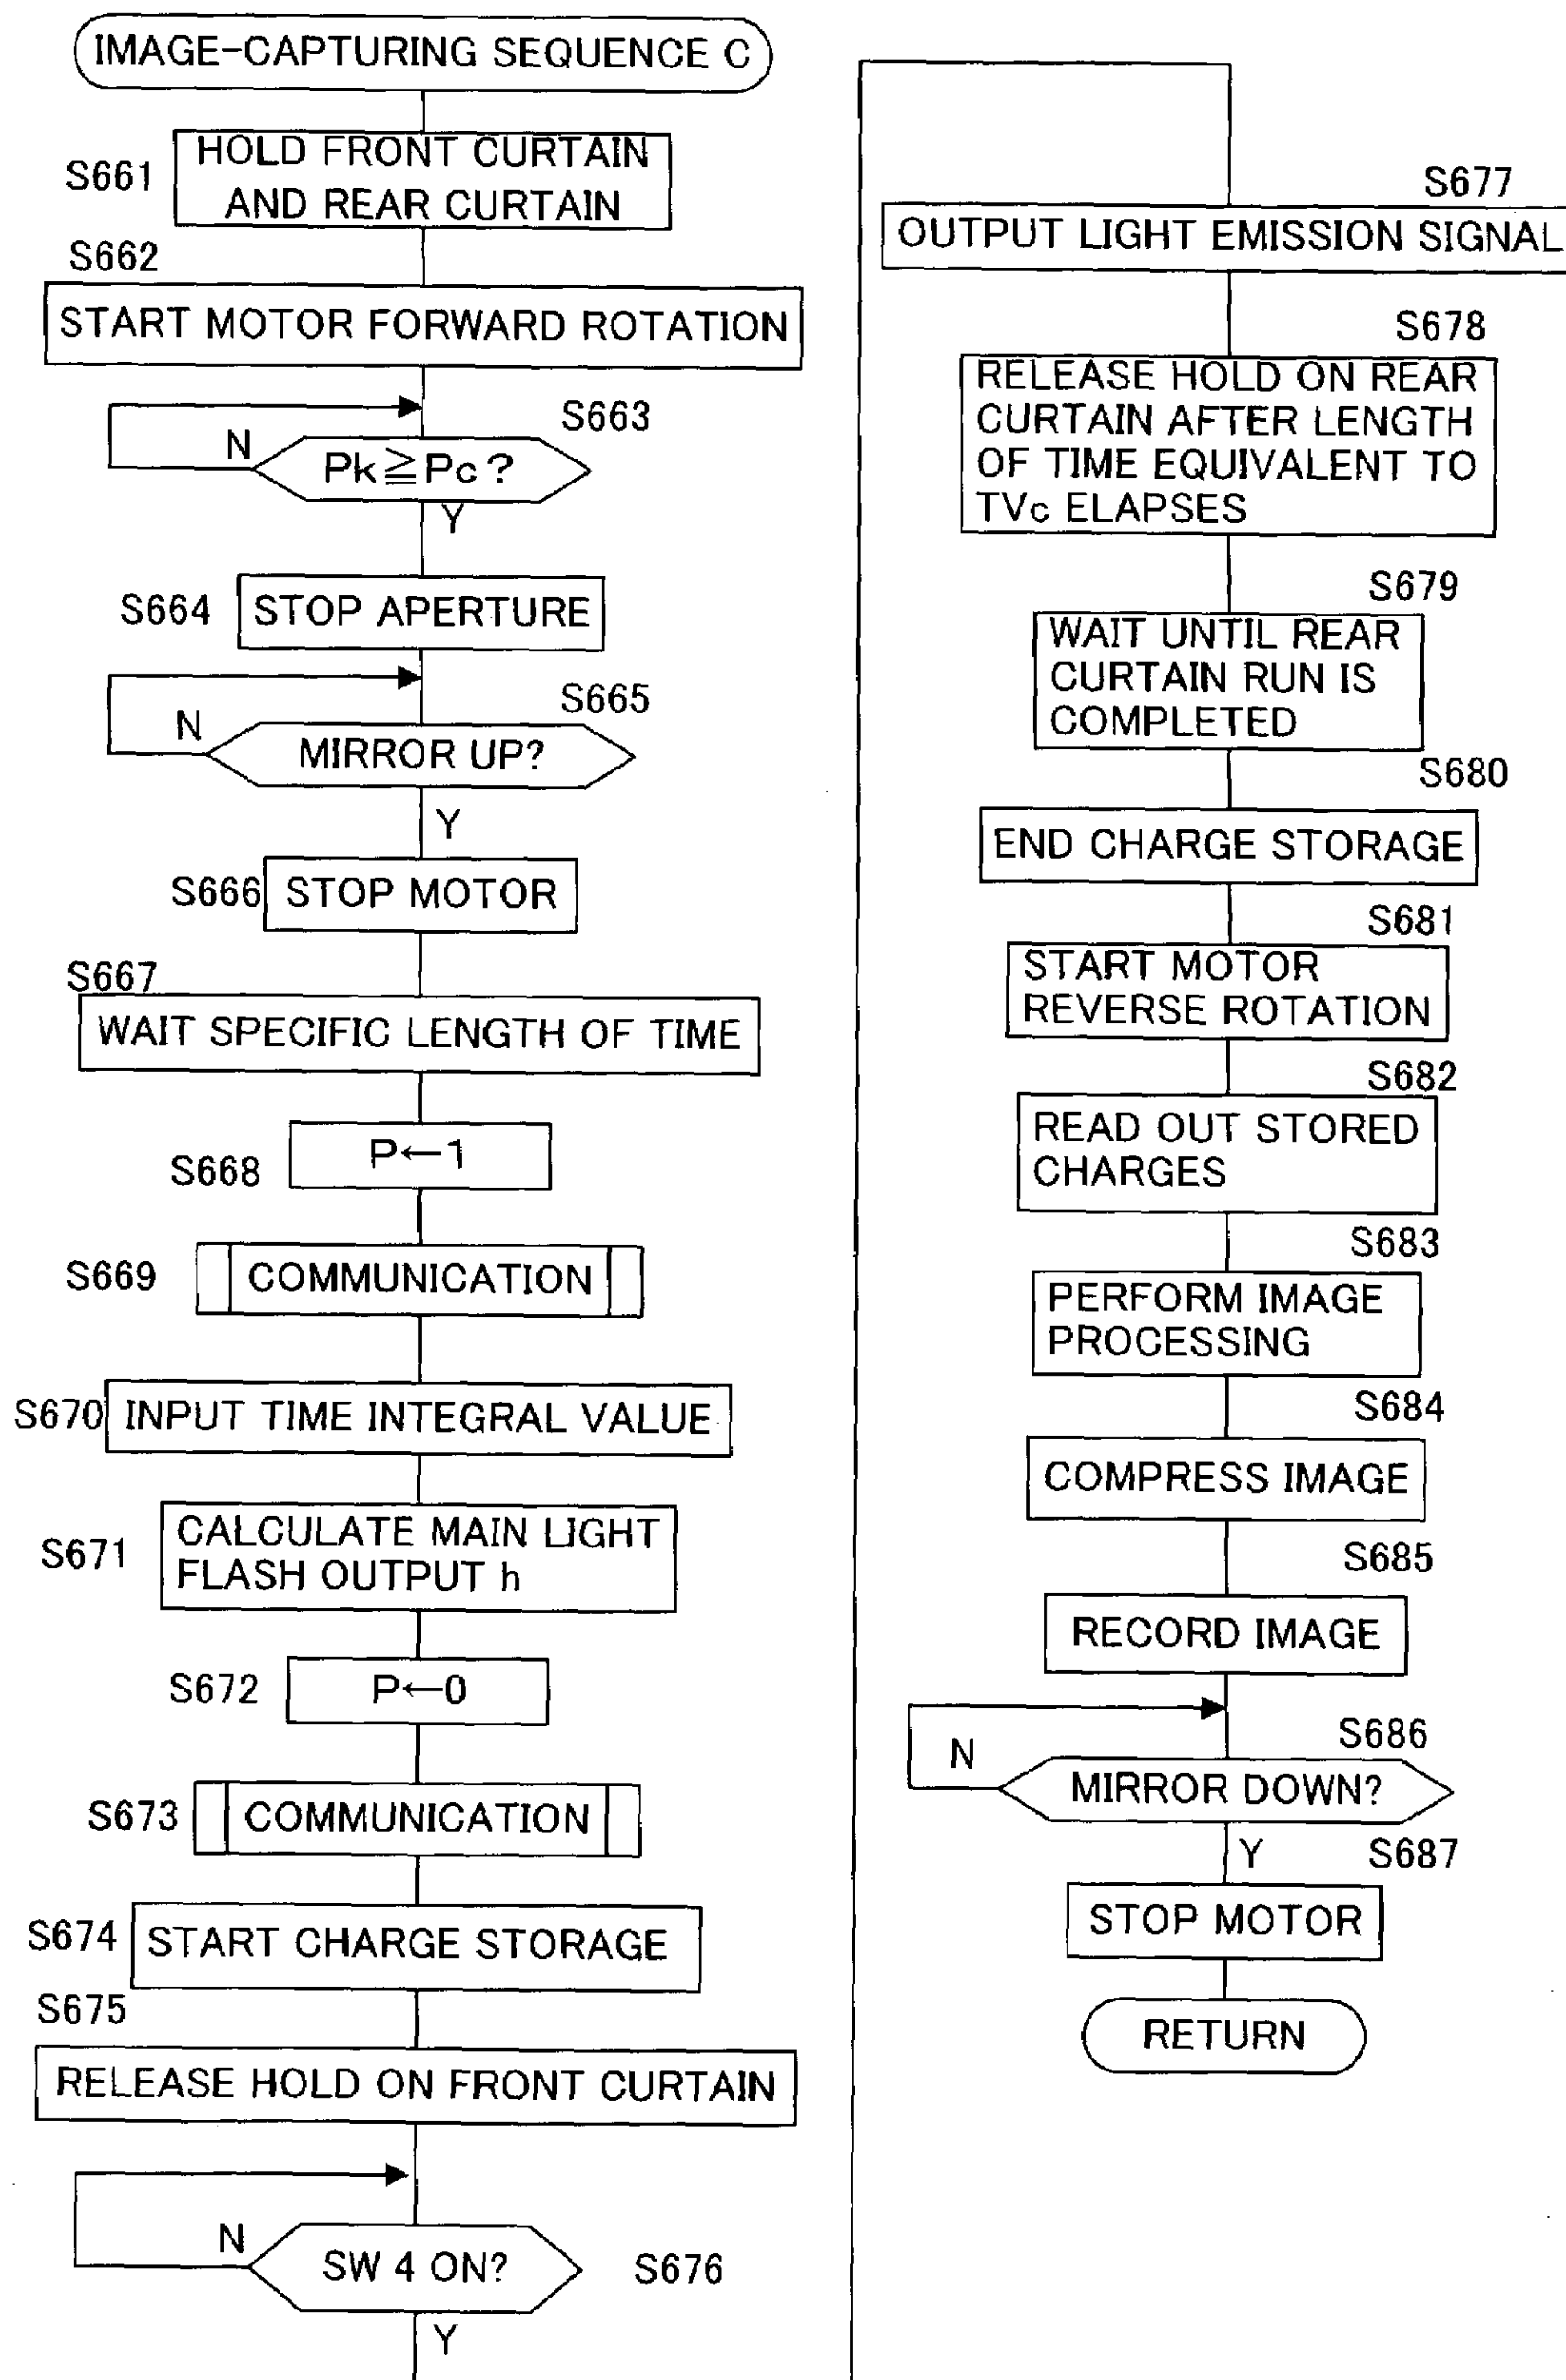 IMAGE-CAPTURING SEQUENCE C
S661
HOLD FRONT CURTAIN
AND REAR CURTAIN
S662
START MOTOR FORWARD ROTATION
S663
N
Pk≧Pc?
Y
S664
STOP APERTURE
S665
N
MIRROR UP?
Y
S666
STOP MOTOR
S667
WAIT SPECIFIC LENGTH OF TIME
S668
P←1
S669
COMMUNICATION
S670
INPUT TIME INTEGRAL VALUE
S671
CALCULATE MAIN LIGHT
FLASH OUTPUT h
S672
P←0
S673
COMMUNICATION
S674
START CHARGE STORAGE
S675
RELEASE HOLD ON FRONT CURTAIN
N
SW 4 ON?
S676
Y
S677
OUTPUT LIGHT EMISSION SIGNAL
S678
RELEASE HOLD ON REAR
CURTAIN AFTER LENGTH
OF TIME EQUIVALENT TO
TVc ELAPSES
S679
WAIT UNTIL REAR
CURTAIN RUN IS
COMPLETED
S680
END CHARGE STORAGE
S681
START MOTOR
REVERSE ROTATION
S682
READ OUT STORED
CHARGES
S683
PERFORM IMAGE
PROCESSING
S684
COMPRESS IMAGE
S685
RECORD IMAGE
S686
N
MIRROR DOWN?
Y
S687
STOP MOTOR
RETURN